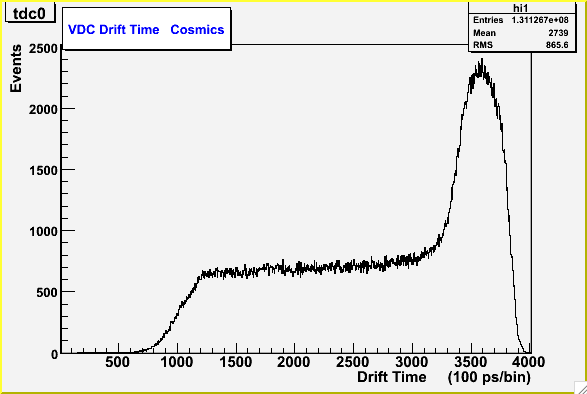 tdc0
VDC Drift Time Cosmics
hi1
Entries 1.311267e+08
Mean 2739
RMS 865.6
Events
2500
2000
1500
1000
500
0
500 1000 1500 2000 2500 3000 3500 4000
Drift Time (100 ps/bin)